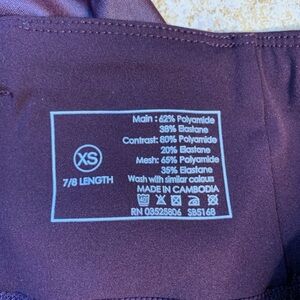 XS
7/8 LENGTH
Main : 62% Polyamide
38% Elastane
Contrast: 80% Polyamide
20% Elastane
Mesh: 65% Polyamide
35% Elastane
Wash with similar colours
MADE IN CAMBODIA
RN 03525806 SB5168